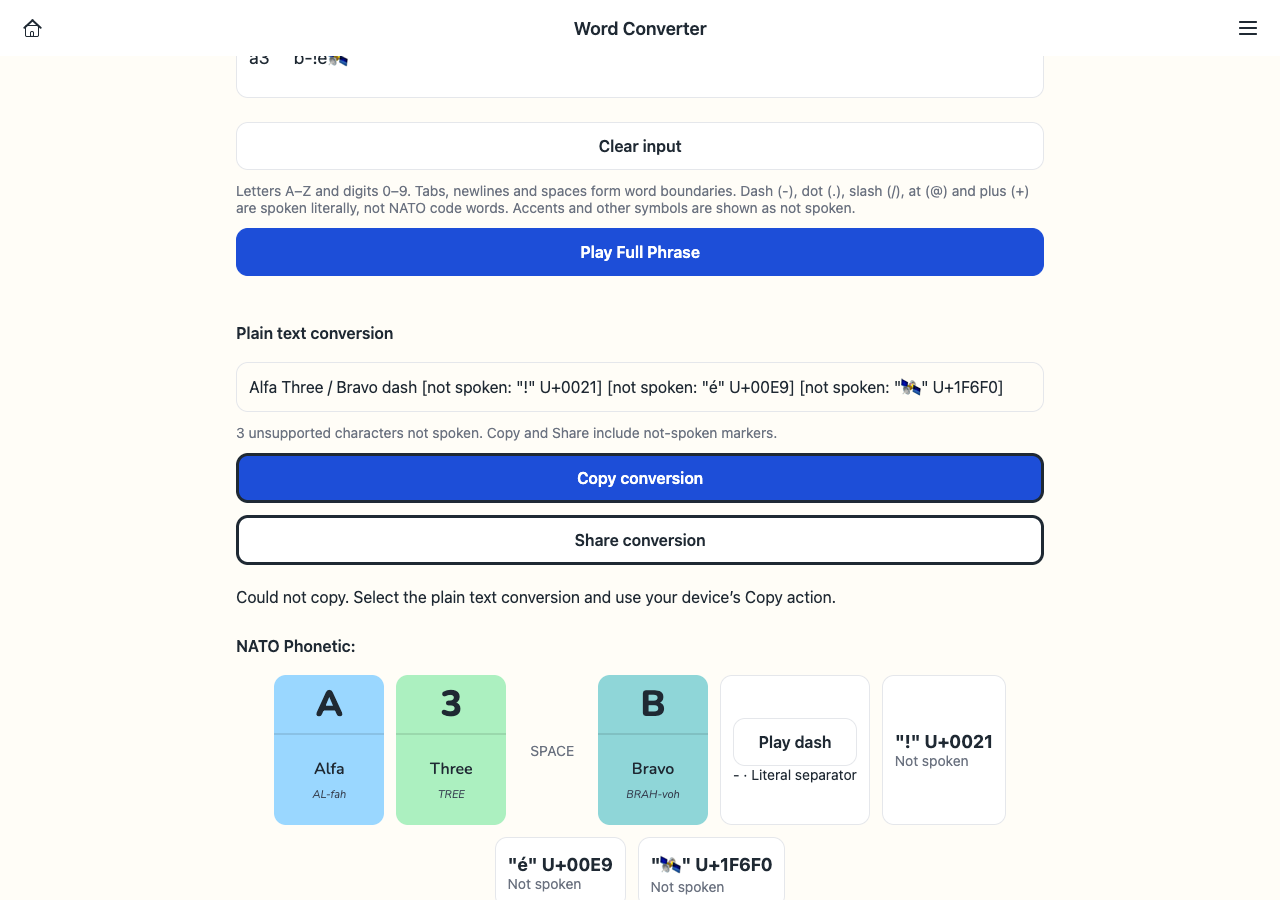 Word Converter
a3 b-!é🛰
Clear input
Letters A–Z and digits 0–9. Tabs, newlines and spaces form word boundaries. Dash (-), dot (.), slash (/), at (@) and plus (+)
are spoken literally, not NATO code words. Accents and other symbols are shown as not spoken.
Play Full Phrase
Plain text conversion
Alfa Three / Bravo dash [not spoken: "!" U+0021] [not spoken: "é" U+00E9] [not spoken: "🛰" U+1F6F0]
3 unsupported characters not spoken. Copy and Share include not-spoken markers.
Copy conversion
Share conversion
Could not copy. Select the plain text conversion and use your device’s Copy action.
NATO Phonetic:
A
Alfa
AL-fah
3
Three
TREE
SPACE
B
Bravo
BRAH-voh
Play dash
- · Literal separator
"!" U+0021
Not spoken
"é" U+00E9
Not spoken
"🛰" U+1F6F0
Not spoken